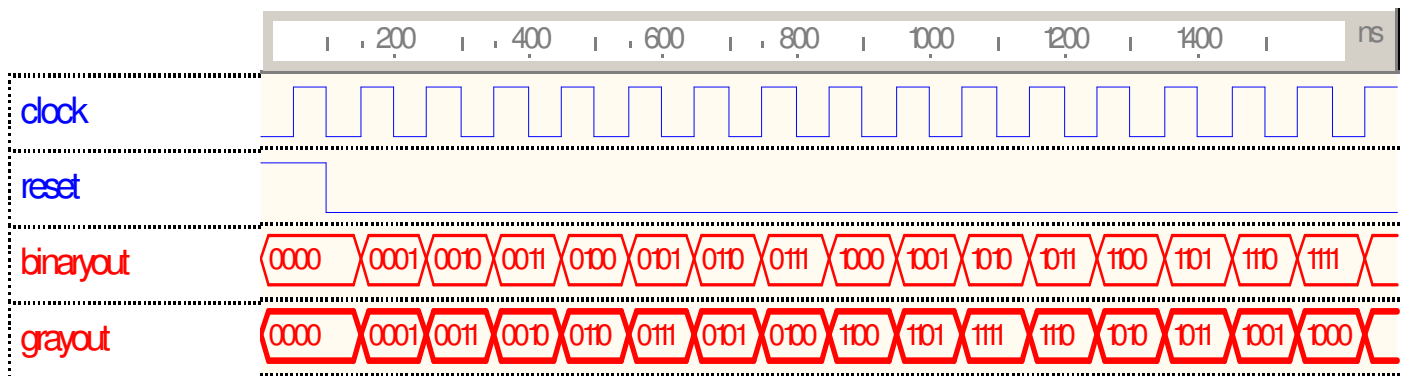 200 400 600 800 1000 1200 1400 ns
clock
reset
binaryout 0000 0001 0010 0011 0100 0101 0110 0111 1000 1001 1010 1011 1100 1101 1110 1111
grayout 0000 0001 0011 0010 0110 0111 0101 0100 1100 1101 1111 1110 1010 1011 1001 1000